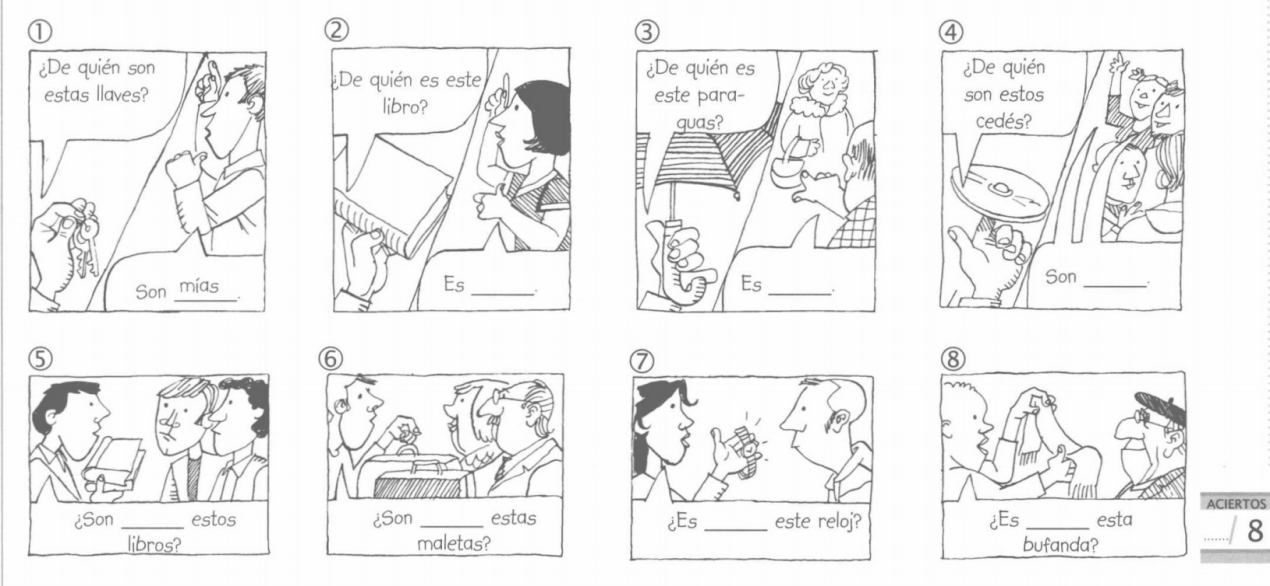 ①
¿De quién son
estas llaves?
Son mías.
②
¿De quién es este
libro?
Es ______.
③
¿De quién es
este para-
guas?
Es ______.
④
¿De quién
son estos
cedés?
Son ______.
⑤
¿Son ______ estos
libros?
⑥
¿Son ______ estas
maletas?
⑦
¿Es ______ este reloj?
⑧
¿Es ______ esta
bufanda?
ACIERTOS
....... / 8